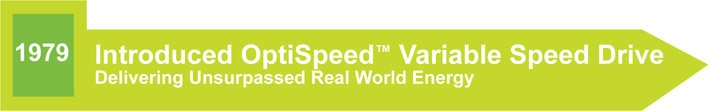 1979
Introduced OptiSpeed™ Variable Speed Drive
Delivering Unsurpassed Real World Energy